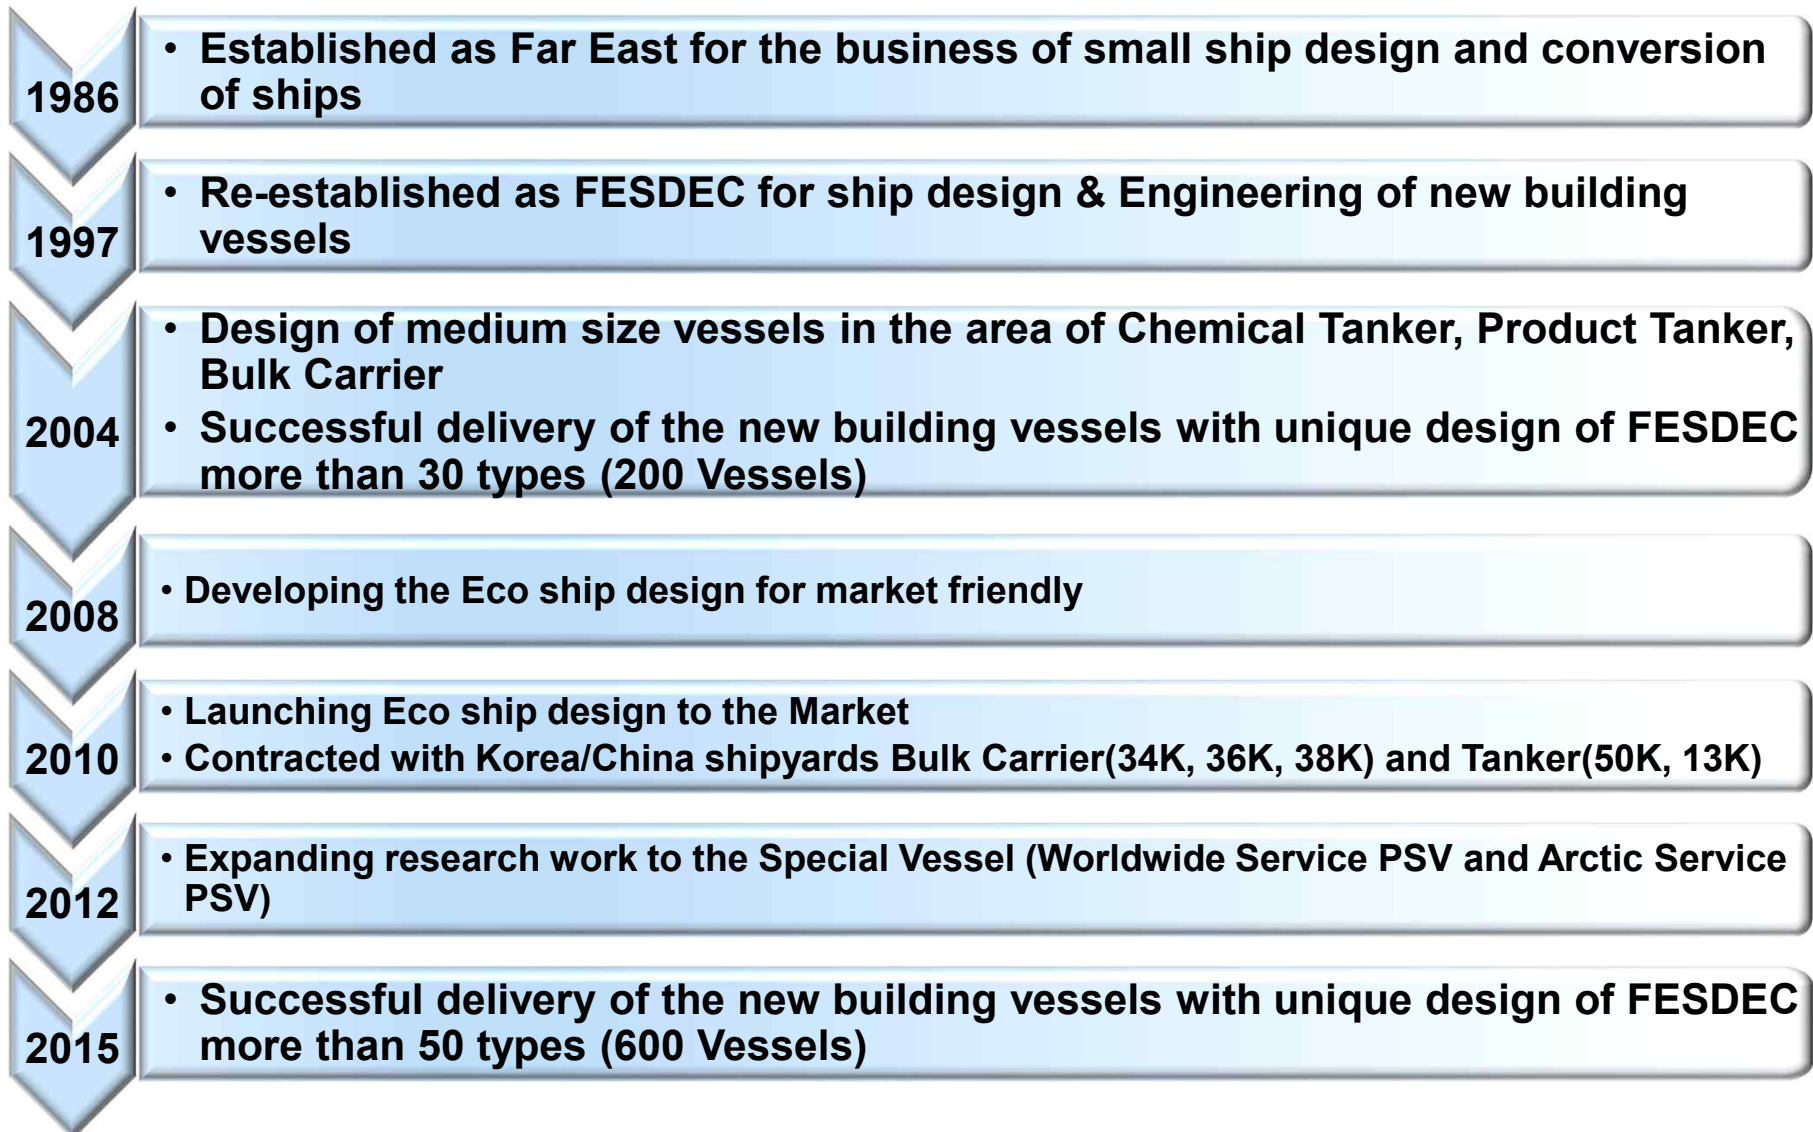 1986
• Established as Far East for the business of small ship design and conversion
of ships
1997
• Re-established as FESDEC for ship design & Engineering of new building
vessels
2004
• Design of medium size vessels in the area of Chemical Tanker, Product Tanker,
Bulk Carrier
• Successful delivery of the new building vessels with unique design of FESDEC
more than 30 types (200 Vessels)
2008
• Developing the Eco ship design for market friendly
2010
• Launching Eco ship design to the Market
• Contracted with Korea/China shipyards Bulk Carrier(34K, 36K, 38K) and Tanker(50K, 13K)
2012
• Expanding research work to the Special Vessel (Worldwide Service PSV and Arctic Service
PSV)
2015
• Successful delivery of the new building vessels with unique design of FESDEC
more than 50 types (600 Vessels)